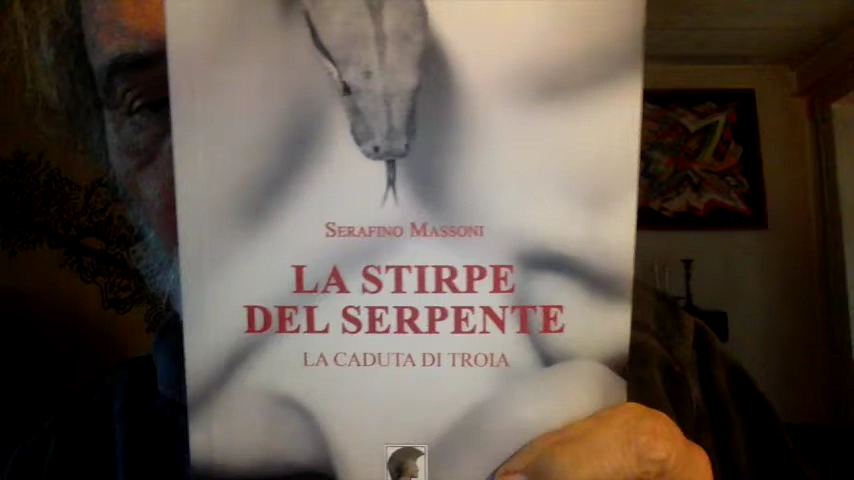 SERAFINO MASSONI
LA STIRPE
DEL SERPENTE
LA CADUTA DI TROIA